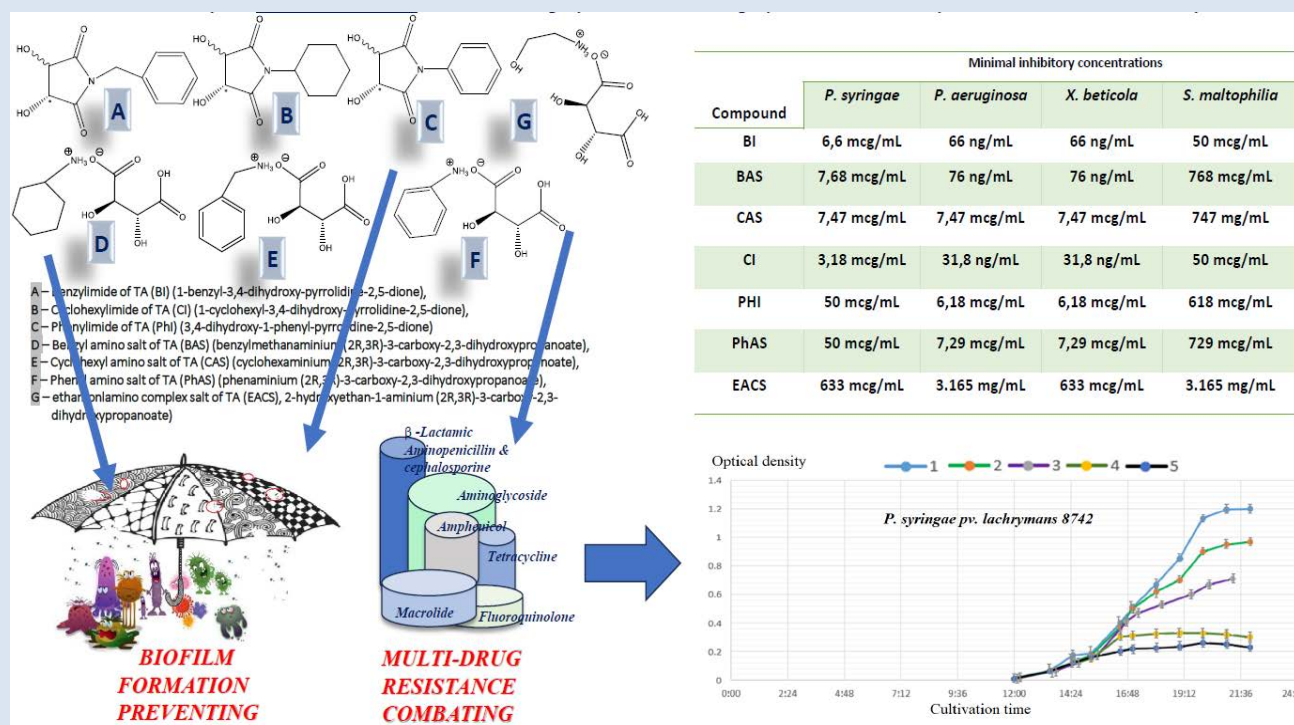 A
B
C
G
D
E
F
A – Benzylimide of TA (BI) (1-benzyl-3,4-dihydroxy-pyrrolidine-2,5-dione),
B – Cyclohexylimide of TA (CI) (1-cyclohexyl-3,4-dihydroxy-pyrrolidine-2,5-dione),
C – Phenylimide of TA (PhI) (3,4-dihydroxy-1-phenyl-pyrrolidine-2,5-dione)
D – Benzyl amino salt of TA (BAS) (benzylmethanaminium (2R,3R)-3-carboxy-2,3-dihydroxypropanoate),
E – Cyclohexyl amino salt of TA (CAS) (cyclohexaminium (2R,3R)-3-carboxy-2,3-dihydroxypropanoate),
F – Phenyl amino salt of TA (PhAS) (phenaminium (2R,3R)-3-carboxy-2,3-dihydroxypropanoate),
G – ethanonlamino complex salt of TA (EACS), 2-hydroxyethan-1-aminium (2R,3R)-3-carboxy-2,3-
dihydroxypropanoate)
BIOFILM
FORMATION
PREVENTING
β -Lactamic
Aminopenicillin &
cephalosporine
Aminoglycoside
Amphenicol
Tetracycline
Macrolide
Fluoroquinolone
MULTI-DRUG
RESISTANCE
COMBATING
Minimal inhibitory concentrations
Compound P. syringae P. aeruginosa X. beticola S. maltophilia
BI 6,6 mcg/mL 66 ng/mL 66 ng/mL 50 mcg/mL
BAS 7,68 mcg/mL 76 ng/mL 76 ng/mL 768 mcg/mL
CAS 7,47 mcg/mL 7,47 mcg/mL 7,47 mcg/mL 747 mg/mL
CI 3,18 mcg/mL 31,8 ng/mL 31,8 ng/mL 50 mcg/mL
PHI 50 mcg/mL 6,18 mg/mL 6,18 mg/mL 618 mg/mL
PhAS 50 mcg/mL 7,29 mcg/mL 7,29 mcg/mL 729 mcg/mL
EACS 633 mcg/mL 3.165 mg/mL 633 mcg/mL 3.165 mg/mL
Optical density
1 2 3 4 5
P. syringae pv. lachrymans 8742
1.4
1.2
1
0.8
0.6
0.4
0.2
0
0:00 2:24 4:48 7:12 9:36 12:00 14:24 16:48 19:12 21:36
Cultivation time